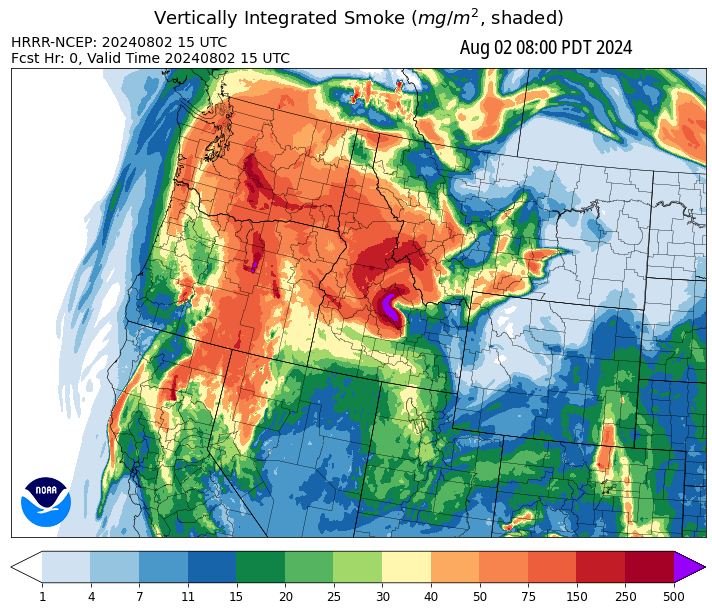 Vertically Integrated Smoke (mg/m², shaded)
HRRR-NCEP: 20240802 15 UTC
Fcst Hr: 0, Valid Time 20240802 15 UTC
Aug 02 08:00 PDT 2024
NOAA
1 4 7 11 15 20 25 30 40 50 75 150 250 500